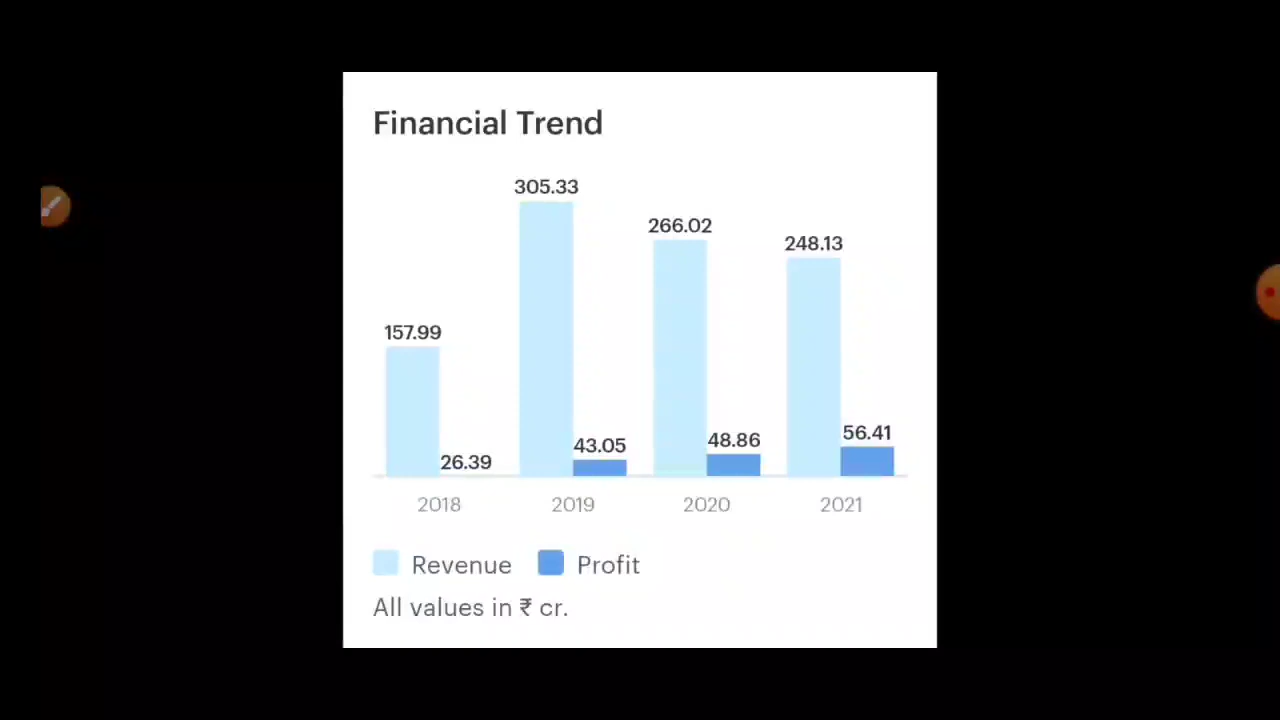 Financial Trend
305.33
266.02
248.13
157.99
26.39
43.05
48.86
56.41
2018 2019 2020 2021
Revenue Profit
All values in ₹ cr.